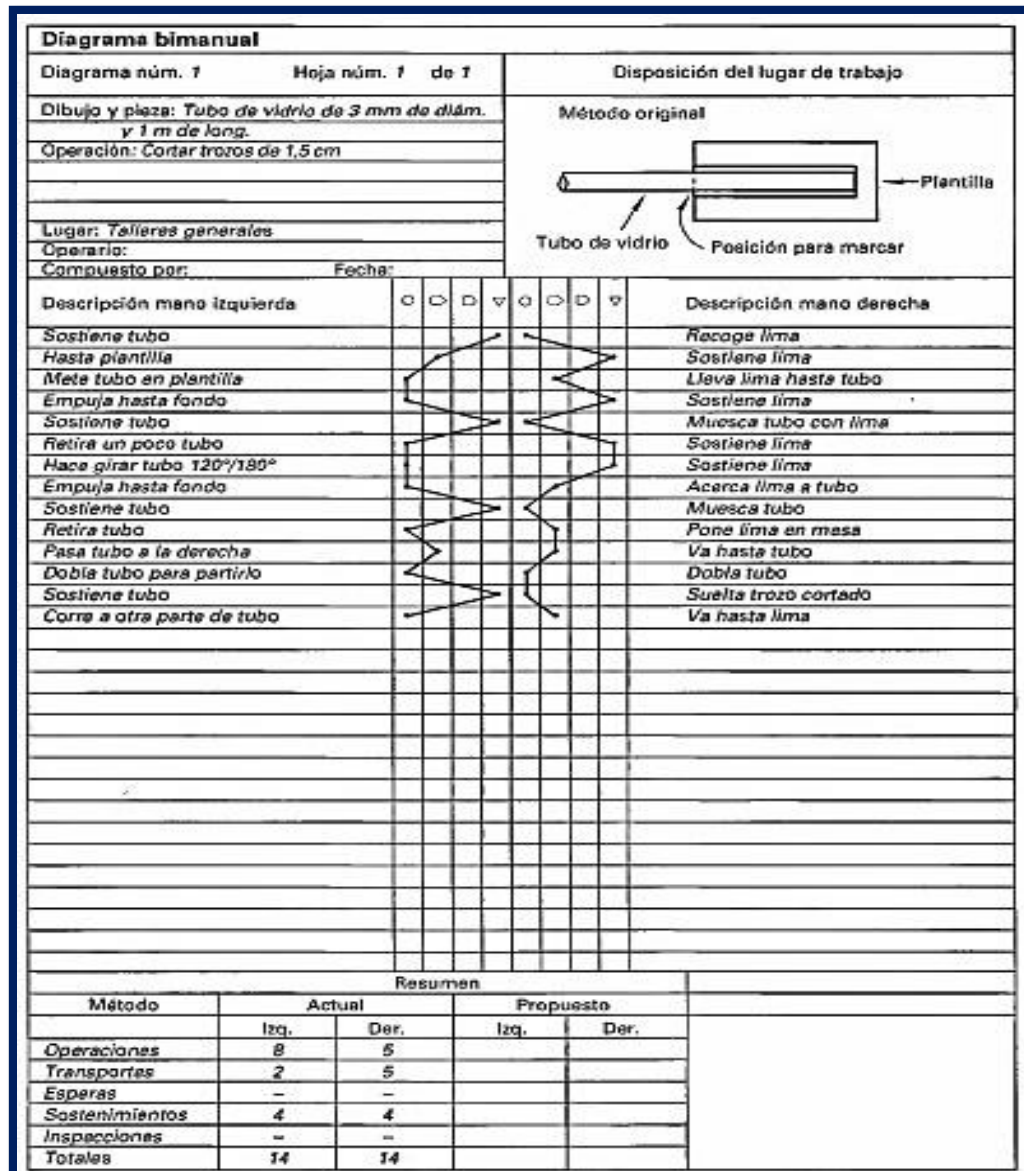 Diagrama bimanual
Diagrama núm. 1 Hoja núm. 1 de 1
Disposición del lugar de trabajo
Dibujo y pieza: Tubo de vidrio de 3 mm de diám.
y 1 m de long.
Operación: Cortar trozos de 1,5 cm
Lugar: Talleres generales
Operario:
Compuesto por: Fecha:
Método original
Plantilla
Tubo de vidrio
Posición para marcar
Descripción mano izquierda Descripción mano derecha
Sostiene tubo Recoge lima
Hasta plantilla Sostiene lima
Mete tubo en plantilla Lleva lima hasta tubo
Empuja hasta fondo Sostiene lima
Sostiene tubo Muesca tubo con lima
Retira un poco tubo Sostiene lima
Hace girar tubo 120°/180° Sostiene lima
Empuja hasta fondo Acerca lima a tubo
Sostiene tubo Muesca tubo
Retira tubo Pone lima en mesa
Pasa tubo a la derecha Va hasta tubo
Dobla tubo para partirlo Dobla tubo
Sostiene tubo Suelta trozo cortado
Corre a otra parte de tubo Va hasta lima
Resumen
Método Actual Propuesto
Izq. Der. Izq. Der.
Operaciones 8 5
Transportes 2 5
Esperas – –
Sostenimientos 4 4
Inspecciones – –
Totales 14 14